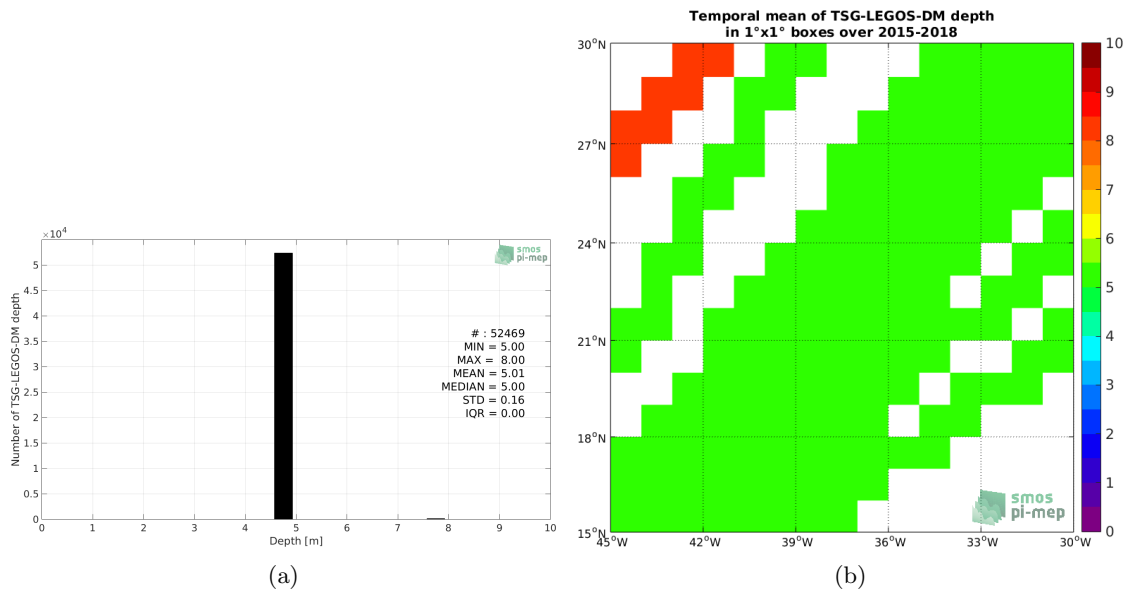 ×10⁴
5
4.5
4
3.5
3
2.5
2
1.5
1
0.5
0
Number of TSG-LEGOS-DM depth
smos
pi-mep
# : 52469
MIN = 5.00
MAX = 8.00
MEAN = 5.01
MEDIAN = 5.00
STD = 0.16
IQR = 0.00
0 1 2 3 4 5 6 7 8 9 10
Depth [m]
(a)
Temporal mean of TSG-LEGOS-DM depth
in 1°x1° boxes over 2015-2018
30°N
27°N
24°N
21°N
18°N
15°N
45°W 42°W 39°W 36°W 33°W 30°W
smos
pi-mep
10
9
8
7
6
5
4
3
2
1
0
(b)